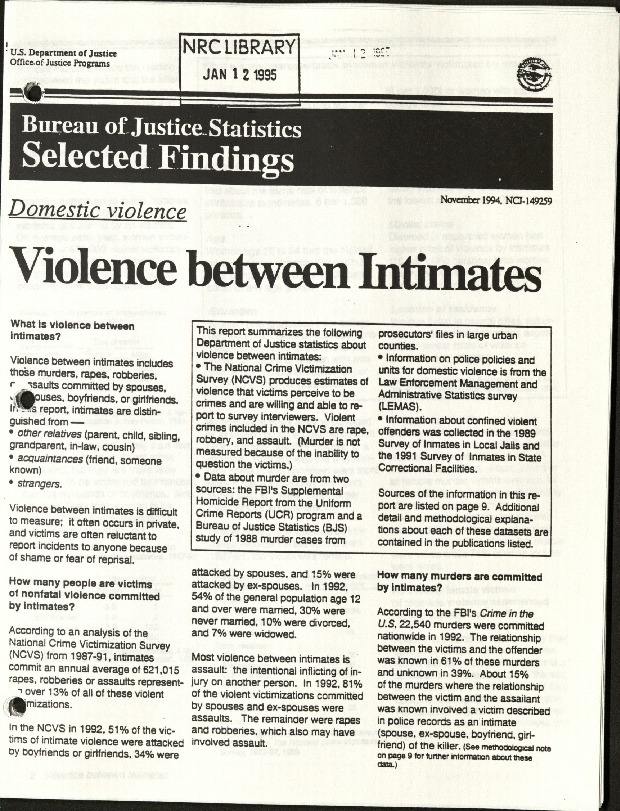 U.S. Department of Justice
Office of Justice Programs
NRC LIBRARY
JAN 12 1995
Bureau of Justice Statistics
Selected Findings
November 1994, NCJ-149259
Domestic violence
Violence between Intimates
What is violence between
intimates?
Violence between intimates includes
those murders, rapes, robberies,
assaults committed by spouses,
spouses, boyfriends, or girlfriends.
In this report, intimates are distin-
guished from —
• other relatives (parent, child, sibling,
grandparent, in-law, cousin)
• acquaintances (friend, someone
known)
• strangers.
Violence between intimates is difficult
to measure; it often occurs in private,
and victims are often reluctant to
report incidents to anyone because
of shame or fear of reprisal.
How many people are victims
of nonfatal violence committed
by intimates?
According to an analysis of the
National Crime Victimization Survey
(NCVS) from 1987-91, intimates
commit an annual average of 621,015
rapes, robberies or assaults represent-
over 13% of all of these violent
In the NCVS in 1992, 51% of the vic-
tims of intimate violence were attacked
by boyfriends or girlfriends, 34% were
This report summarizes the following
Department of Justice statistics about
violence between intimates:
• The National Crime Victimization
Survey (NCVS) produces estimates of
violence that victims perceive to be
crimes and are willing and able to re-
port to survey interviewers. Violent
crimes included in the NCVS are rape,
robbery, and assault. (Murder is not
measured because of the inability to
question the victims.)
• Data about murder are from two
sources: the FBI's Supplemental
Homicide Report from the Uniform
Crime Reports (UCR) program and a
Bureau of Justice Statistics (BJS)
study of 1988 murder cases from
prosecutors' files in large urban
counties.
• Information on police policies and
units for domestic violence is from the
Law Enforcement Management and
Administrative Statistics survey
(LEMAS).
• Information about confined violent
offenders was collected in the 1989
Survey of Inmates in Local Jails and
the 1991 Survey of Inmates in State
Correctional Facilities.
Sources of the information in this re-
port are listed on page 9. Additional
detail and methodological explana-
tions about each of these datasets are
contained in the publications listed.
attacked by spouses, and 15% were
attacked by ex-spouses. In 1992,
54% of the general population age 12
and over were married, 30% were
never married, 10% were divorced,
and 7% were widowed.
Most violence between intimates is
assault: the intentional inflicting of in-
jury on another person. In 1992, 81%
of the violent victimizations committed
by spouses and ex-spouses were
assaults. The remainder were rapes
and robberies, which also may have
involved assault.
How many murders are committed
by intimates?
According to the FBI's Crime in the
U.S, 22,540 murders were committed
nationwide in 1992. The relationship
between the victims and the offender
was known in 61% of these murders
and unknown in 39%. About 15%
of the murders where the relationship
between the victim and the assailant
was known involved a victim described
in police records as an intimate
(spouse, ex-spouse, boyfriend, girl-
friend) of the killer. (See methodological note
on page 9 for further information about these
data.)